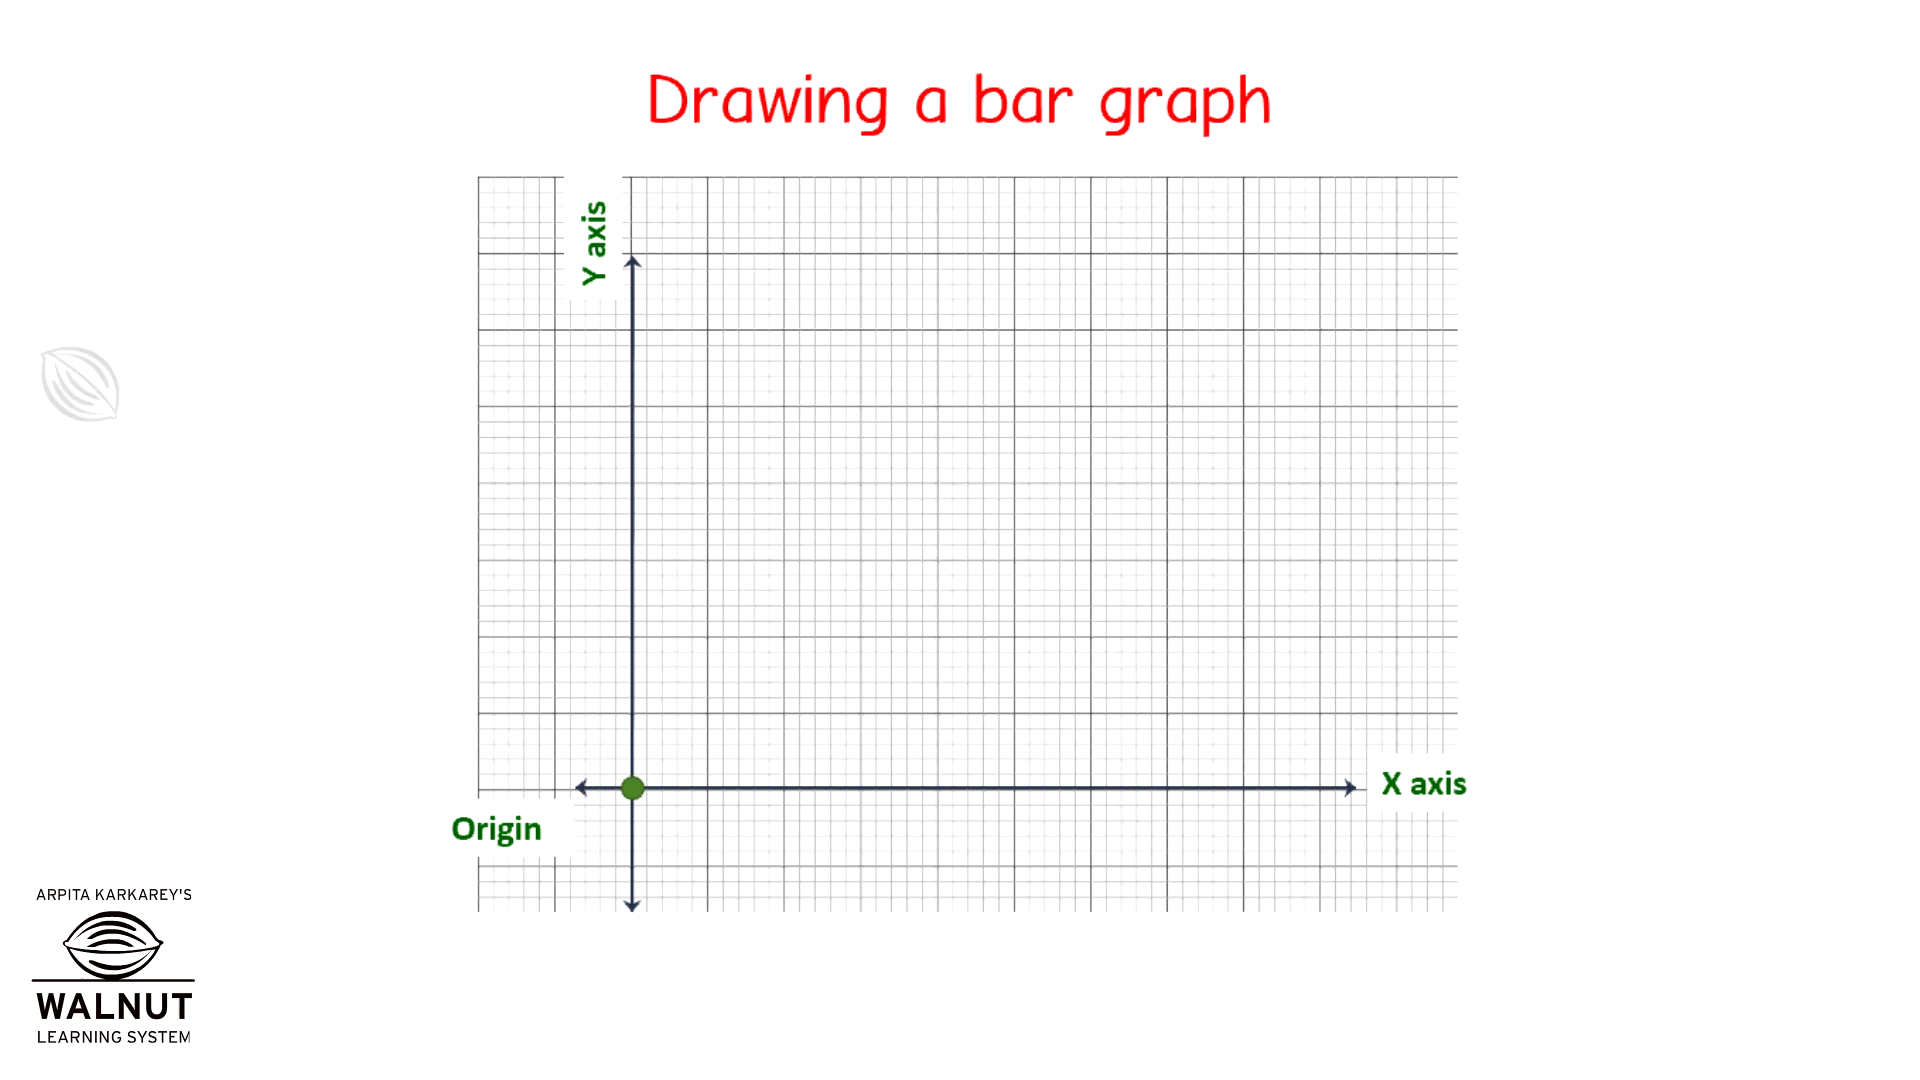 Drawing a bar graph
Y axis
X axis
Origin
ARPITA KARKAREY'S
WALNUT
LEARNING SYSTEM